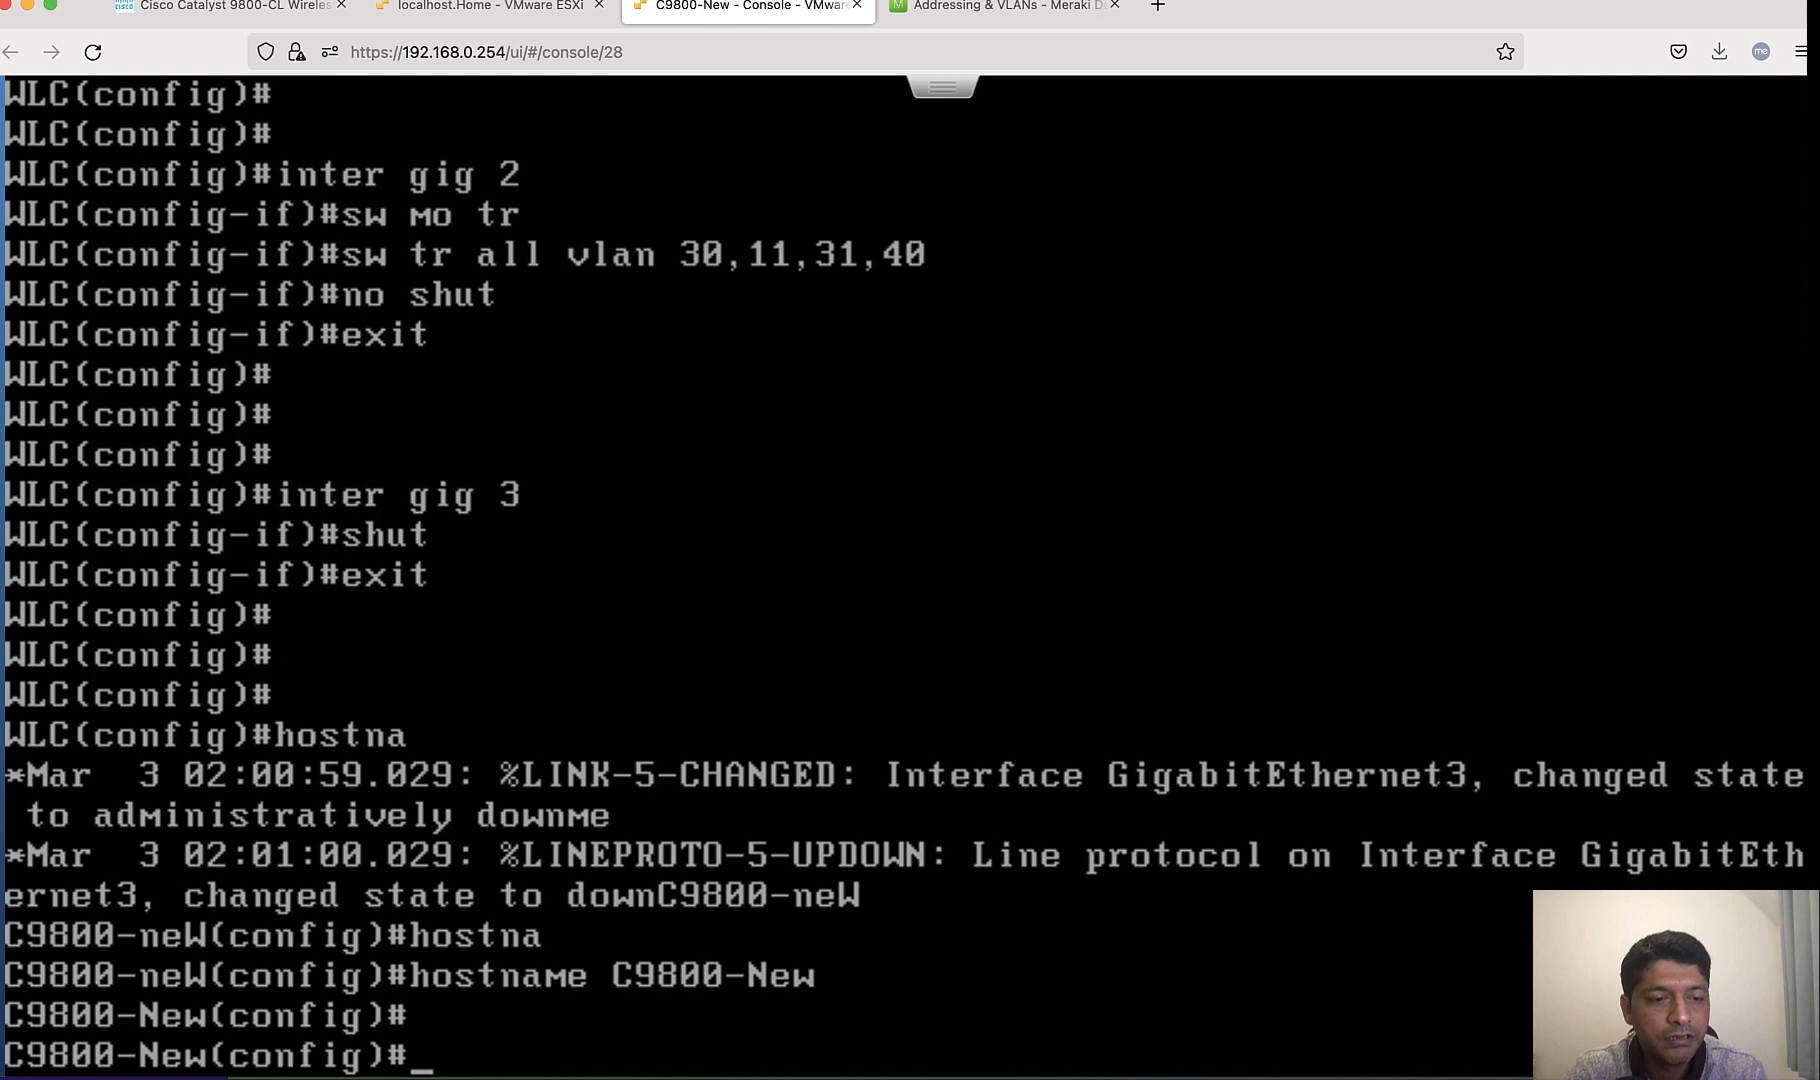 Cisco Catalyst 9800-CL Wireles
localhost.Home - VMware ESXi
C9800-New - Console - VMware
Addressing & VLANs - Meraki D
https://192.168.0.254/ui/#/console/28
me
WLC(config)#
WLC(config)#
WLC(config)#inter gig 2
WLC(config-if)#sw mo tr
WLC(config-if)#sw tr all vlan 30,11,31,40
WLC(config-if)#no shut
WLC(config-if)#exit
WLC(config)#
WLC(config)#
WLC(config)#
WLC(config)#inter gig 3
WLC(config-if)#shut
WLC(config-if)#exit
WLC(config)#
WLC(config)#
WLC(config)#
WLC(config)#hostna
*Mar  3 02:00:59.029: %LINK-5-CHANGED: Interface GigabitEthernet3, changed state
 to administratively downme
*Mar  3 02:01:00.029: %LINEPROTO-5-UPDOWN: Line protocol on Interface GigabitEth
ernet3, changed state to downC9800-neW
C9800-neW(config)#hostna
C9800-neW(config)#hostname C9800-New
C9800-New(config)#
C9800-New(config)#_